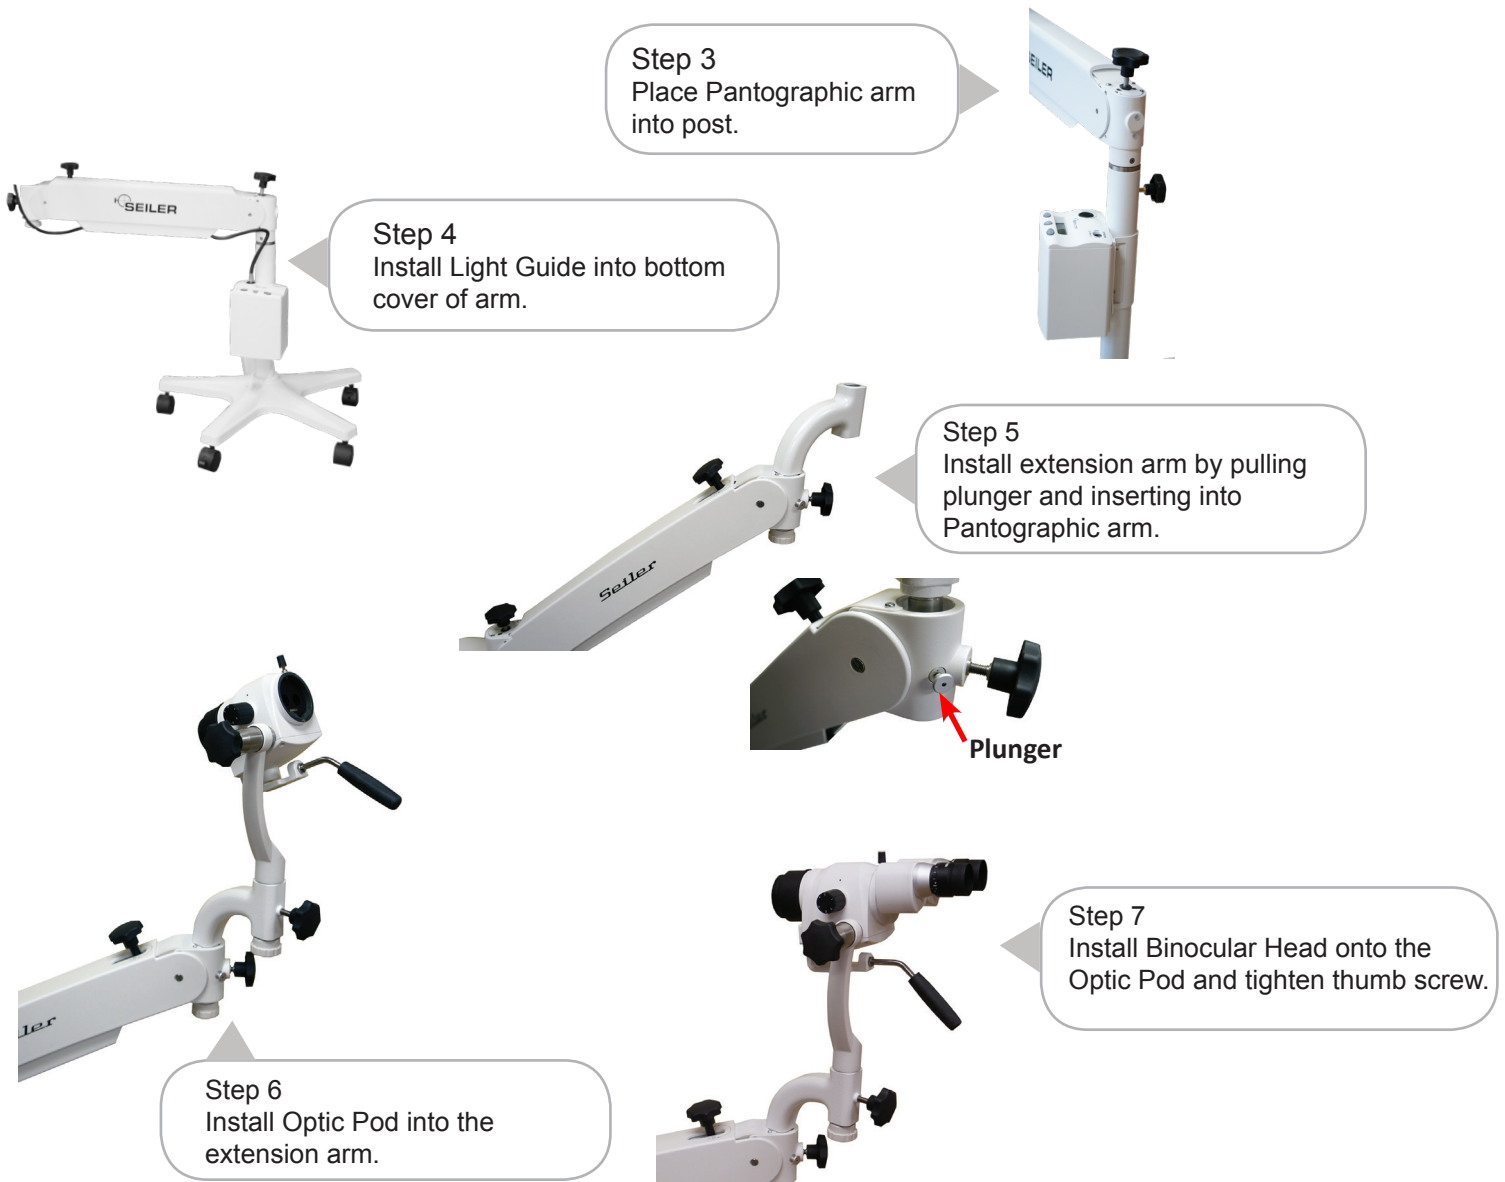 Step 3
Place Pantographic arm
into post.
SEILER
SEILER
Step 4
Install Light Guide into bottom
cover of arm.
Step 5
Install extension arm by pulling
plunger and inserting into
Pantographic arm.
Seiler
Plunger
Step 6
Install Optic Pod into the
extension arm.
Step 7
Install Binocular Head onto the
Optic Pod and tighten thumb screw.